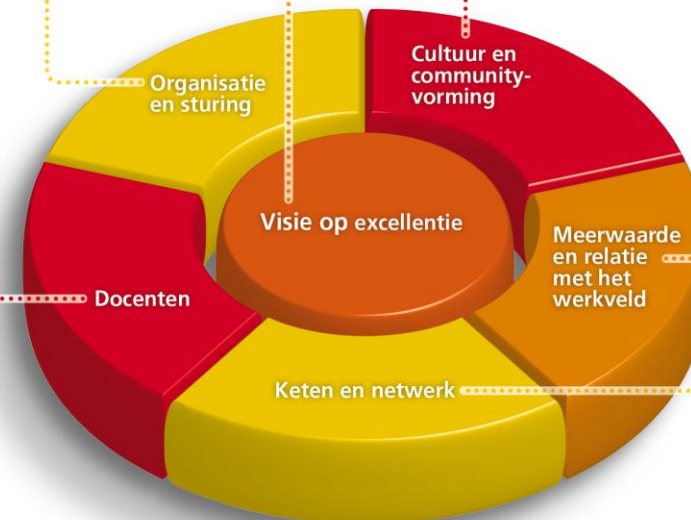 Cultuur en
community-
vorming
Organisatie
en sturing
Visie op excellentie
Meerwaarde
en relatie
met het
werkveld
Docenten
Keten en netwerk